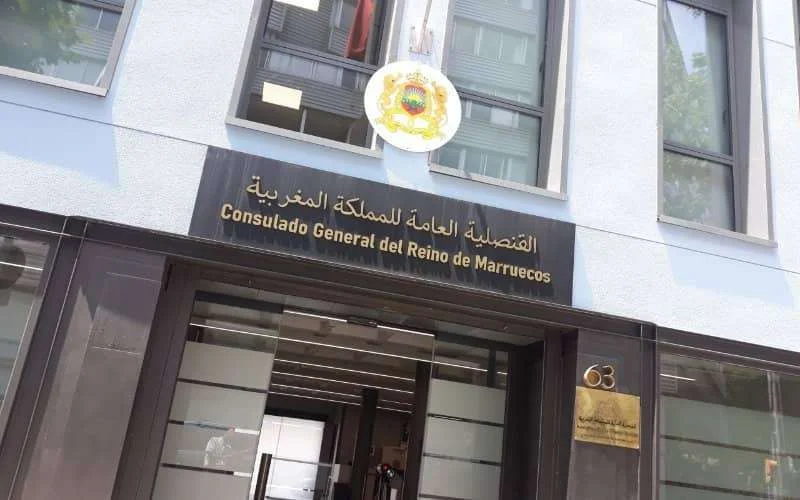 القنصلية العامة للمملكة المغربية
Consulado General del Reino de Marruecos
63